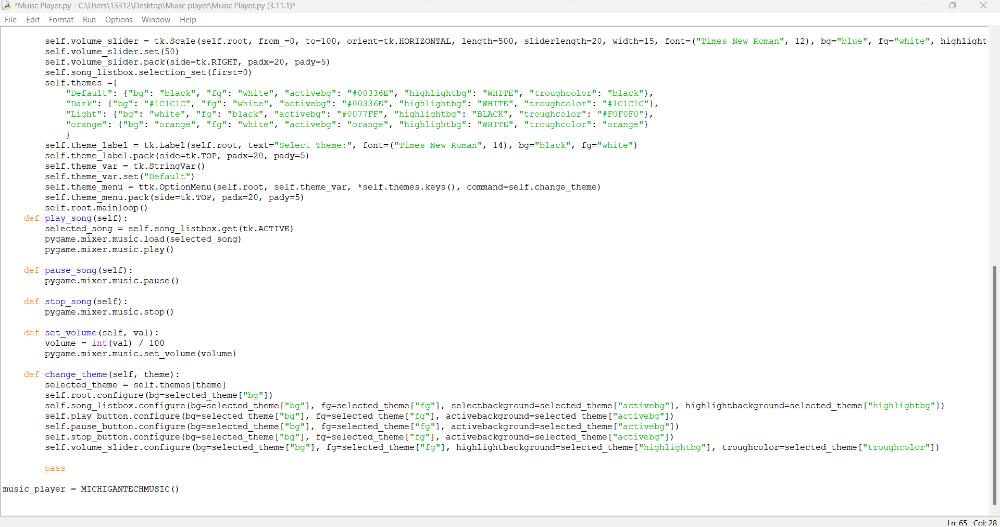 *Muisc Player.py - C:\Users\13312\Desktop\Muisc player\Muisc Player.py (3.11.1)*
File Edit Format Run Options Window Help
self.volume_slider = tk.Scale(self.root, from_=0, to=100, orient=tk.HORIZONTAL, length=500, sliderlength=20, width=15, font=("Times New Roman", 12), bg="blue", fg="white", highlight
self.volume_slider.set(50)
self.volume_slider.pack(side=tk.RIGHT, padx=20, pady=5)
self.song_listbox.selection_set(first=0)
self.themes ={
"Default": {"bg": "black", "fg": "white", "activebg": "#00336E", "highlightbg": "WHITE", "troughcolor": "black"},
"Dark": {"bg": "#1C1C1C", "fg": "white", "activebg": "#00336E", "highlightbg": "WHITE", "troughcolor": "#1C1C1C"},
"Light": {"bg": "white", "fg": "black", "activebg": "#0077FF", "highlightbg": "BLACK", "troughcolor": "#F0F0F0"},
"orange": {"bg": "orange", "fg": "white", "activebg": "orange", "highlightbg": "WHITE", "troughcolor": "orange"}
}
self.theme_label = tk.Label(self.root, text="Select Theme:", font=("Times New Roman", 14), bg="black", fg="white")
self.theme_label.pack(side=tk.TOP, padx=20, pady=5)
self.theme_var = tk.StringVar()
self.theme_var.set("Default")
self.theme_menu = ttk.OptionMenu(self.root, self.theme_var, *self.themes.keys(), command=self.change_theme)
self.theme_menu.pack(side=tk.TOP, padx=20, pady=5)
self.root.mainloop()
def play_song(self):
selected_song = self.song_listbox.get(tk.ACTIVE)
pygame.mixer.music.load(selected_song)
pygame.mixer.music.play()
def pause_song(self):
pygame.mixer.music.pause()
def stop_song(self):
pygame.mixer.music.stop()
def set_volume(self, val):
volume = int(val) / 100
pygame.mixer.music.set_volume(volume)
def change_theme(self, theme):
selected_theme = self.themes[theme]
self.root.configure(bg=selected_theme["bg"])
self.song_listbox.configure(bg=selected_theme["bg"], fg=selected_theme["fg"], selectbackground=selected_theme["activebg"], highlightbackground=selected_theme["highlightbg"])
self.play_button.configure(bg=selected_theme["bg"], fg=selected_theme["fg"], activebackground=selected_theme["activebg"])
self.pause_button.configure(bg=selected_theme["bg"], fg=selected_theme["fg"], activebackground=selected_theme["activebg"])
self.stop_button.configure(bg=selected_theme["bg"], fg=selected_theme["fg"], activebackground=selected_theme["activebg"])
self.volume_slider.configure(bg=selected_theme["bg"], fg=selected_theme["fg"], highlightbackground=selected_theme["highlightbg"], troughcolor=selected_theme["troughcolor"])
pass
music_player = MICHIGANTECHMUSIC()
Ln: 65 Col: 28